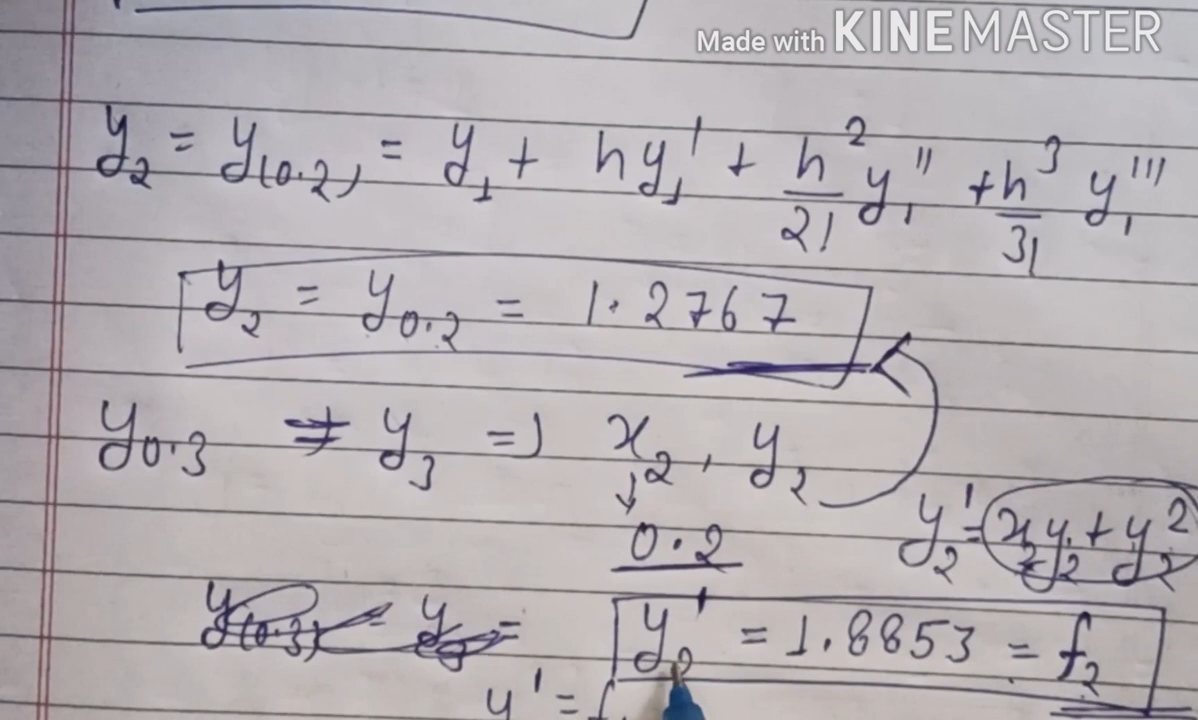 Made with KINEMASTER
y₂ = y(0.2) = y₁ + hy₁' + h²/2! y₁'' + h³/3! y₁'''
y₂ = y₀.₂ = 1.2767
y₀.₃ ⇒ y₃ ⇒ x₂, y₂
↓
0.2
y₂' = x₂y₂ + y₂²
y₂' = 1.8853 = f₂
y' = f